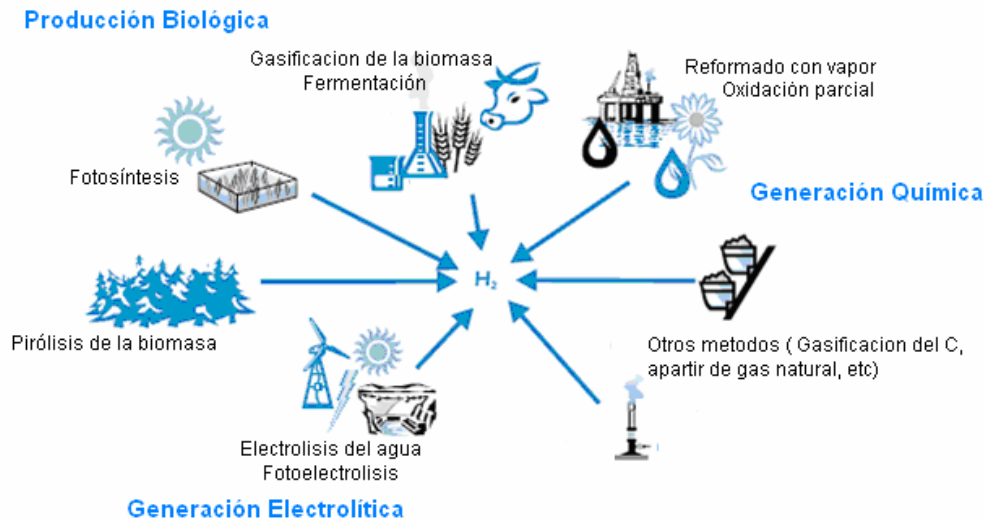 Producción Biológica
Gasificacion de la biomasa
Fermentación
Reformado con vapor
Oxidación parcial
Fotosíntesis
Generación Química
H₂
Pirólisis de la biomasa
Otros metodos ( Gasificacion del C,
apartir de gas natural, etc)
Electrolisis del agua
Fotoelectrolisis
Generación Electrolítica